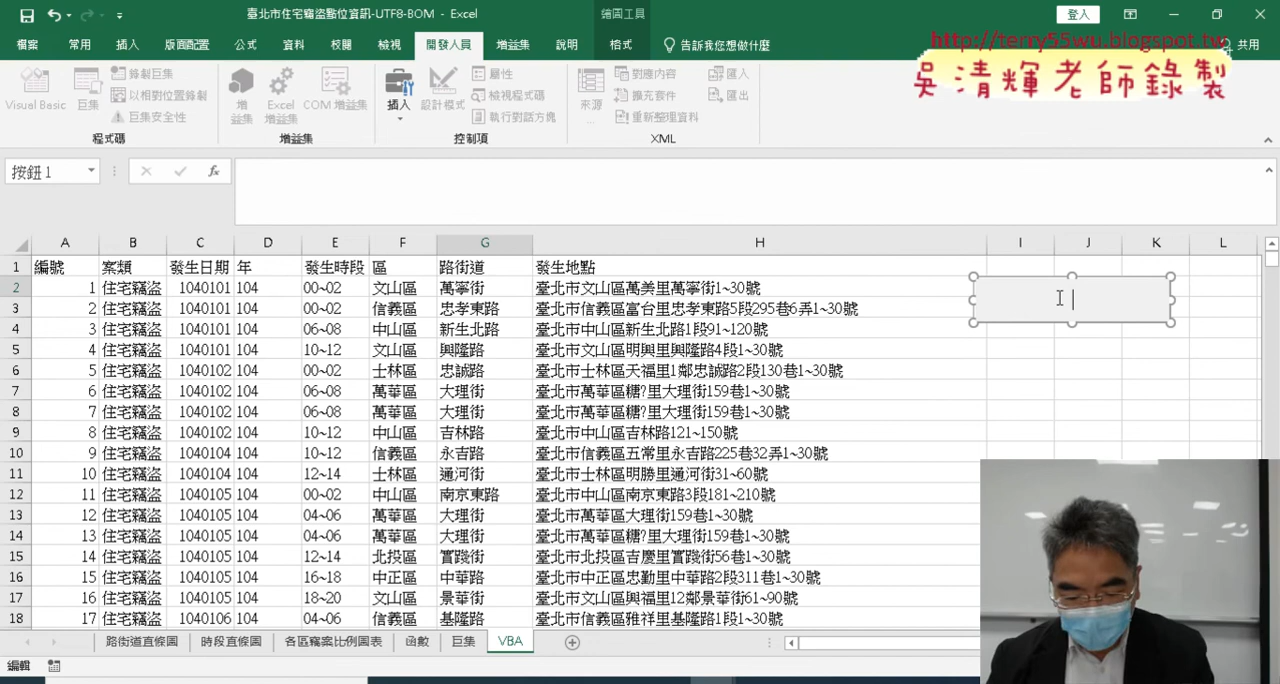 臺北市住宅竊盜點位資訊-UTF8-BOM - Excel
繪圖工具
登入
檔案 常用 插入 版面配置 公式 資料 校閱 檢視 開發人員 增益集 說明 格式 告訴我您想做什麼 共用
http://terry55wu.blogspot.tw
吳清輝老師錄製
Visual Basic 巨集 錄製巨集 以相對位置錄製 巨集安全性 程式碼
增益集 Excel 增益集 COM 增益集 增益集
插入 設計模式 屬性 檢視程式碼 執行對話方塊 控制項
來源 對應內容 擴充套件 重新整理資料 匯入 匯出 XML
按鈕 1 fx
A B C D E F G H I J K L
1 編號 案類 發生日期 年 發生時段 區 路街道 發生地點
2 1 住宅竊盜 1040101 104 00~02 文山區 萬寧街 臺北市文山區萬美里萬寧街1~30號
3 2 住宅竊盜 1040101 104 00~02 信義區 忠孝東路 臺北市信義區富台里忠孝東路5段295巷6弄1~30號
4 3 住宅竊盜 1040101 104 06~08 中山區 新生北路 臺北市中山區新生北路1段91~120號
5 4 住宅竊盜 1040101 104 10~12 文山區 興隆路 臺北市文山區明興里興隆路4段1~30號
6 5 住宅竊盜 1040102 104 00~02 士林區 忠誠路 臺北市士林區天福里1鄰忠誠路2段130巷1~30號
7 6 住宅竊盜 1040102 104 06~08 萬華區 大理街 臺北市萬華區糖?里大理街159巷1~30號
8 7 住宅竊盜 1040102 104 06~08 萬華區 大理街 臺北市萬華區糖?里大理街159巷1~30號
9 8 住宅竊盜 1040102 104 10~12 中山區 吉林路 臺北市中山區吉林路121~150號
10 9 住宅竊盜 1040104 104 10~12 信義區 永吉路 臺北市信義區五常里永吉路225巷32弄1~30號
11 10 住宅竊盜 1040104 104 12~14 士林區 通河街 臺北市士林區明勝里通河街31~60號
12 11 住宅竊盜 1040105 104 00~02 中山區 南京東路 臺北市中山區南京東路3段181~210號
13 12 住宅竊盜 1040105 104 04~06 萬華區 大理街 臺北市萬華區大理街159巷1~30號
14 13 住宅竊盜 1040105 104 04~06 萬華區 大理街 臺北市萬華區糖?里大理街159巷1~30號
15 14 住宅竊盜 1040105 104 12~14 北投區 實踐街 臺北市北投區吉慶里實踐街56巷1~30號
16 15 住宅竊盜 1040105 104 16~18 中正區 中華路 臺北市中正區忠勤里中華路2段311巷1~30號
17 16 住宅竊盜 1040105 104 18~20 文山區 景華街 臺北市文山區興福里12鄰景華街61~90號
18 17 住宅竊盜 1040106 104 04~06 信義區 基隆路 臺北市信義區雅祥里基隆路1段1~30號
路街道直條圖 時段直條圖 各區竊案比例圖表 函數 巨集 VBA
編輯